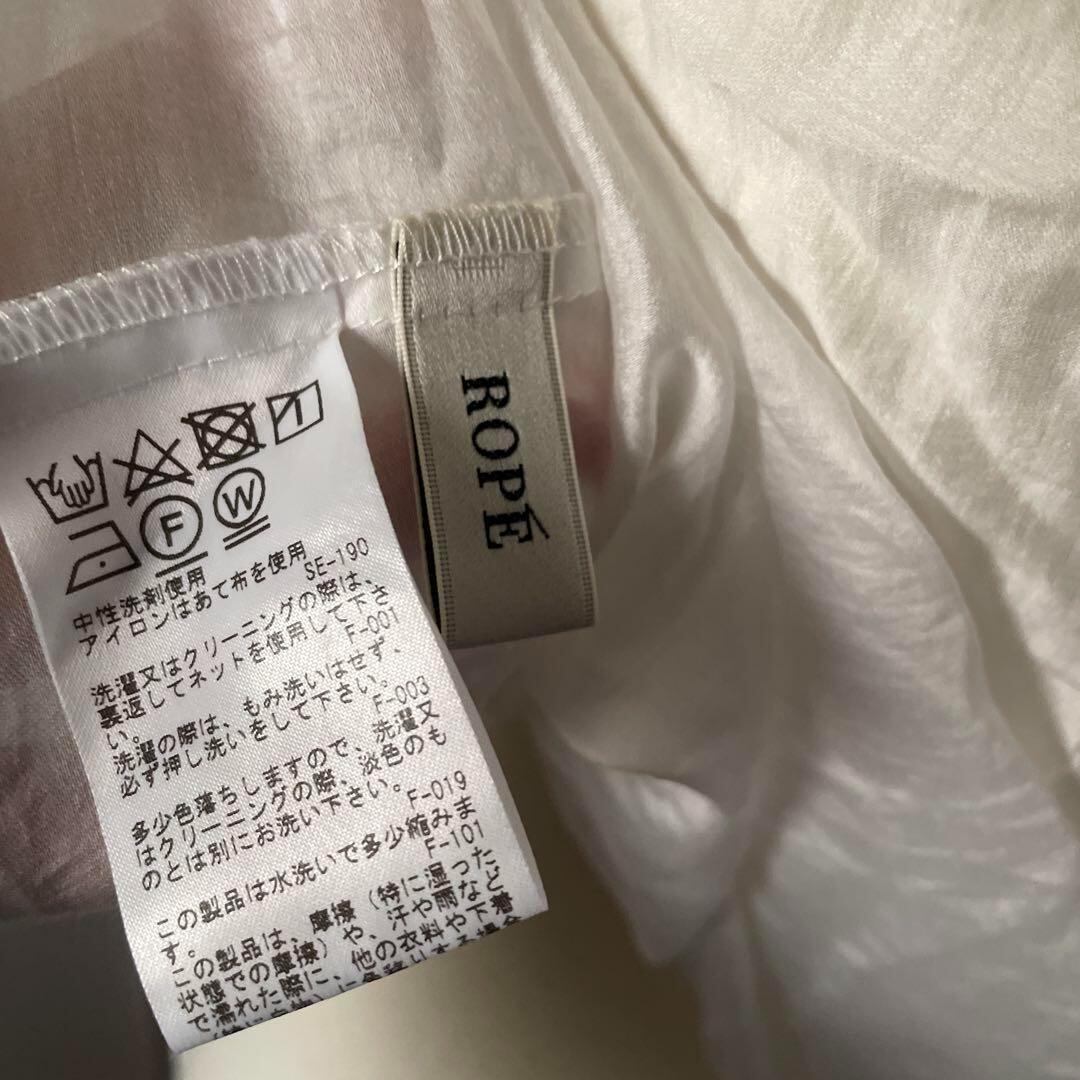 ROPÉ
F W
中性洗剤使用
アイロンはあて布を使用
SE-190
洗濯又はクリーニングの際は、
裏返してネットを使用して下さ
い。
F-001
洗濯の際は、もみ洗いはせず、
必ず押し洗いをして下さい。
F-003
多少色落ちしますので、洗濯又
はクリーニングの際、淡色のも
のとは別にお洗い下さい。
F-019
この製品は水洗いで多少縮みま
す。
F-101
この製品は、摩擦(特に湿った
状態での摩擦)や、汗や雨など
で濡れた際に、他の衣料や下着